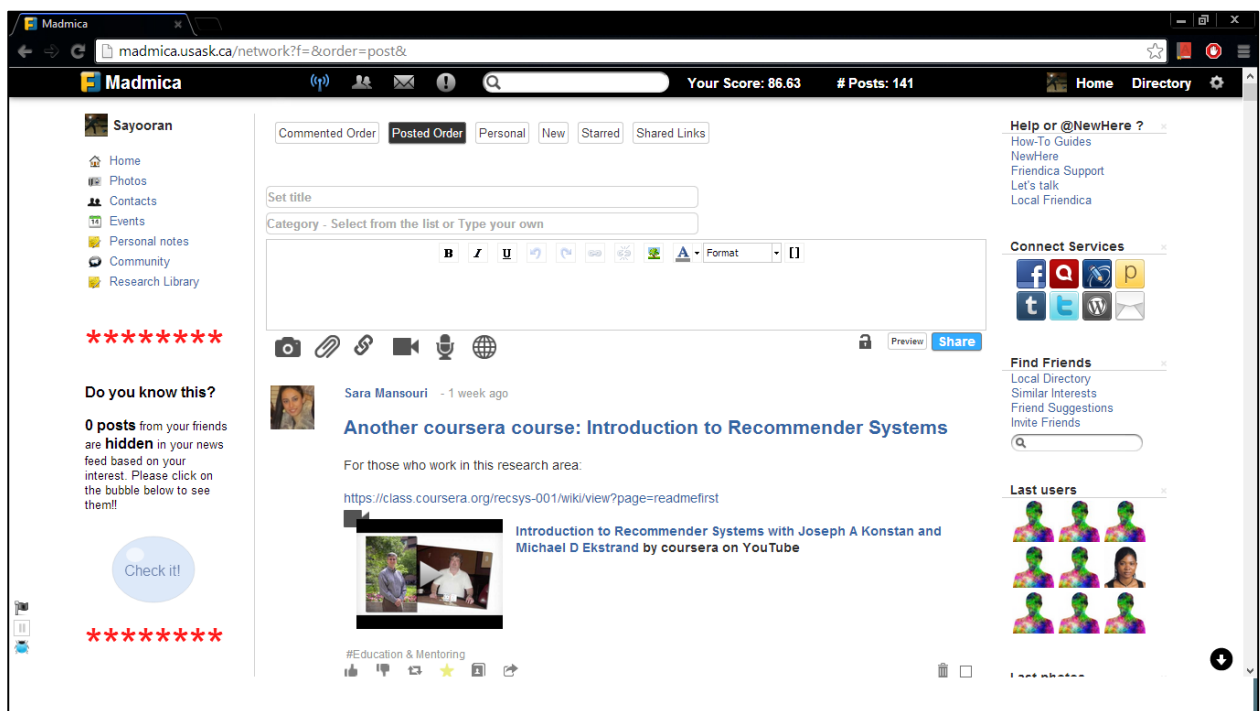 Madmica
madmica.usask.ca/network?f=&order=post&
Madmica
Your Score: 86.63
# Posts: 141
Home
Directory
Sayooran
Home
Photos
Contacts
14
Events
Personal notes
Community
Research Library
********
Do you know this?
0 posts from your friends
are hidden in your news
feed based on your
interest. Please click on
the bubble below to see
them!!
Check it!
********
Commented Order
Posted Order
Personal
New
Starred
Shared Links
Set title
Category - Select from the list or Type your own
B I U A Format []
Preview
Share
Sara Mansouri - 1 week ago
Another coursera course: Introduction to Recommender Systems
For those who work in this research area:
https://class.coursera.org/recsys-001/wiki/view?page=readmefirst
Introduction to Recommender Systems with Joseph A Konstan and
Michael D Ekstrand by coursera on YouTube
#Education & Mentoring
Help or @NewHere ?
How-To Guides
NewHere
Friendica Support
Let's talk
Local Friendica
Connect Services
f Q p
t
Find Friends
Local Directory
Similar Interests
Friend Suggestions
Invite Friends
Last users
Last photos